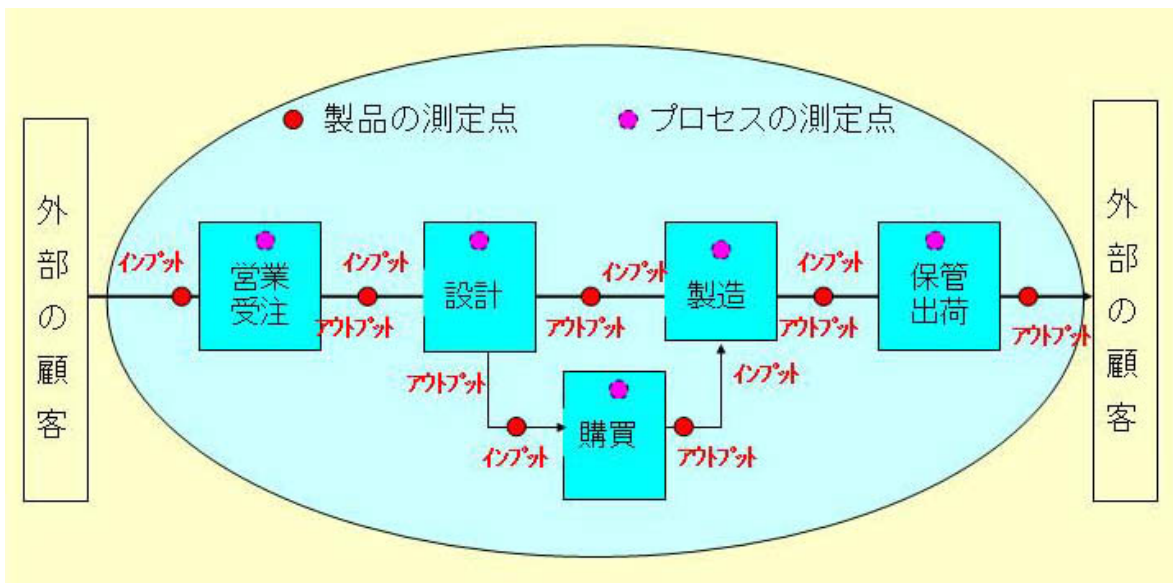 製品の測定点
プロセスの測定点
外部の顧客
インプット
営業
受注
インプット
アウトプット
設計
インプット
アウトプット
製造
インプット
アウトプット
保管
出荷
アウトプット
外部の顧客
アウトプット
インプット
購買
インプット
アウトプット